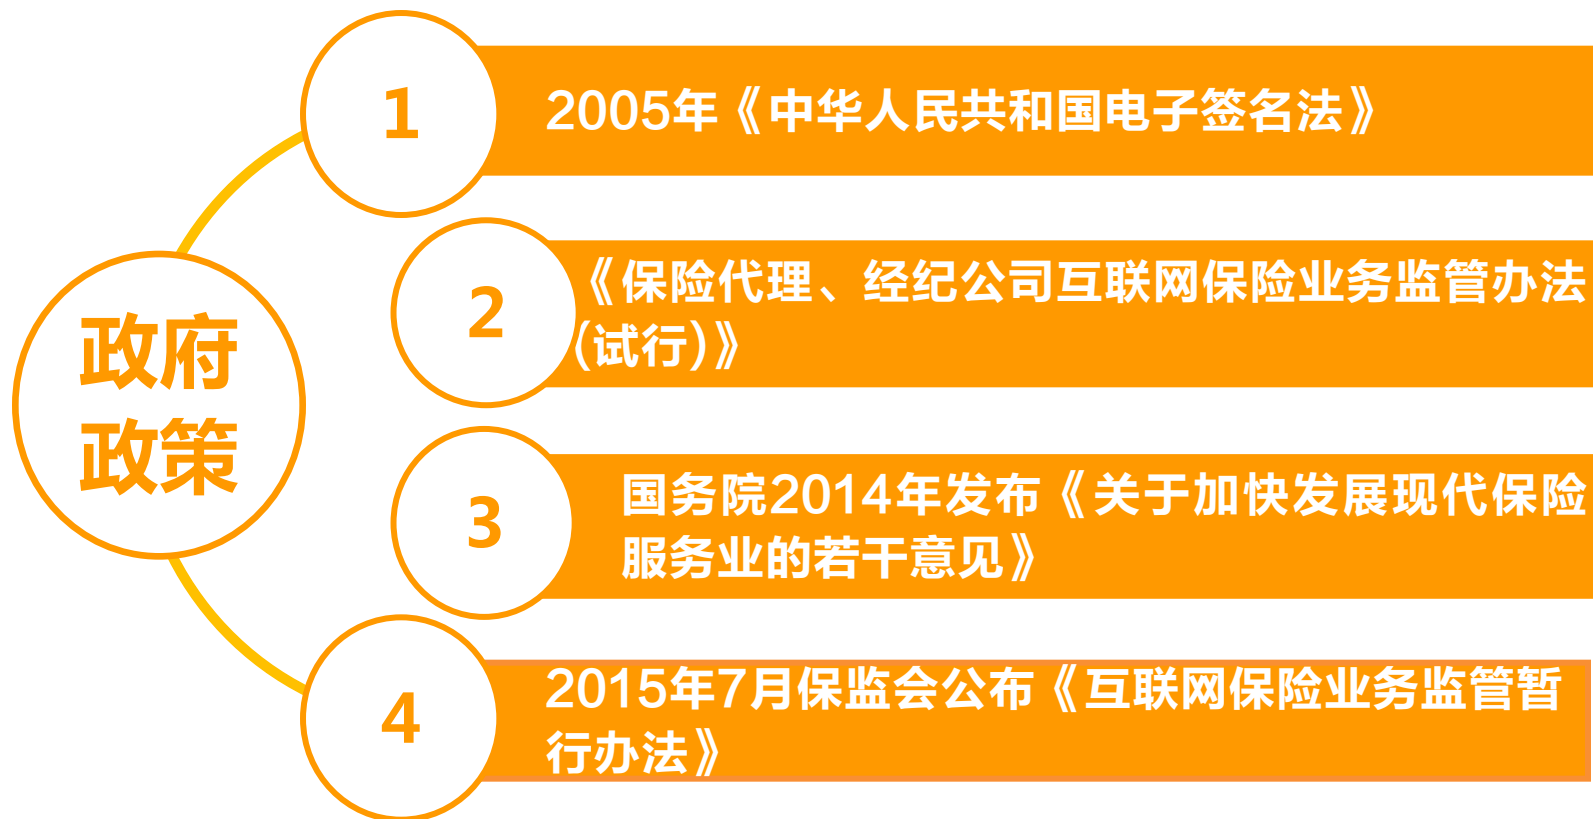 政府
政策
1
2005年《中华人民共和国电子签名法》
2
《保险代理、经纪公司互联网保险业务监管办法
(试行)》
3
国务院2014年发布《关于加快发展现代保险
服务业的若干意见》
4
2015年7月保监会公布《互联网保险业务监管暂
行办法》